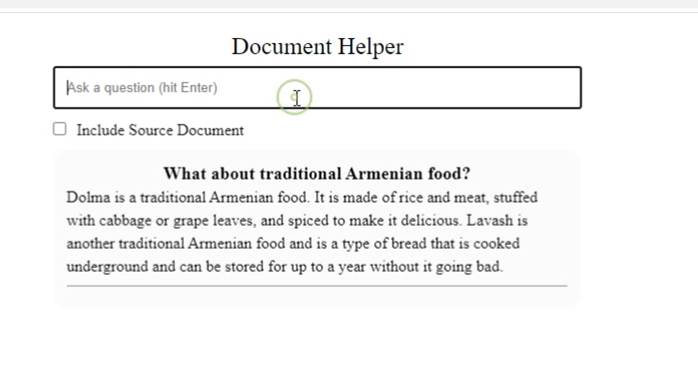 Document Helper
Ask a question (hit Enter)
Include Source Document
What about traditional Armenian food?
Dolma is a traditional Armenian food. It is made of rice and meat, stuffed
with cabbage or grape leaves, and spiced to make it delicious. Lavash is
another traditional Armenian food and is a type of bread that is cooked
underground and can be stored for up to a year without it going bad.